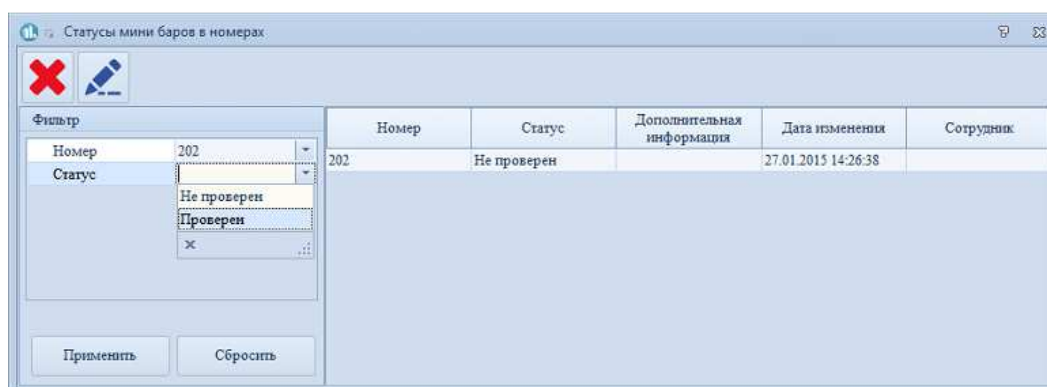 Статусы мини баров в номерах
Фильтр
Номер 202
Статус
Не проверен
Проверен
Применить Сбросить
Номер Статус Дополнительная информация Дата изменения Сотрудник
202 Не проверен 27.01.2015 14:26:38